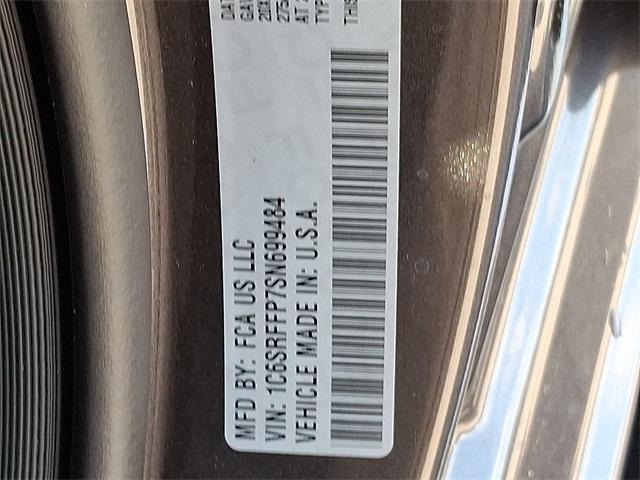 MFD BY: FCA US LLC
VIN: 1C6SRFFP7SN699484
VEHICLE MADE IN: U.S.A.